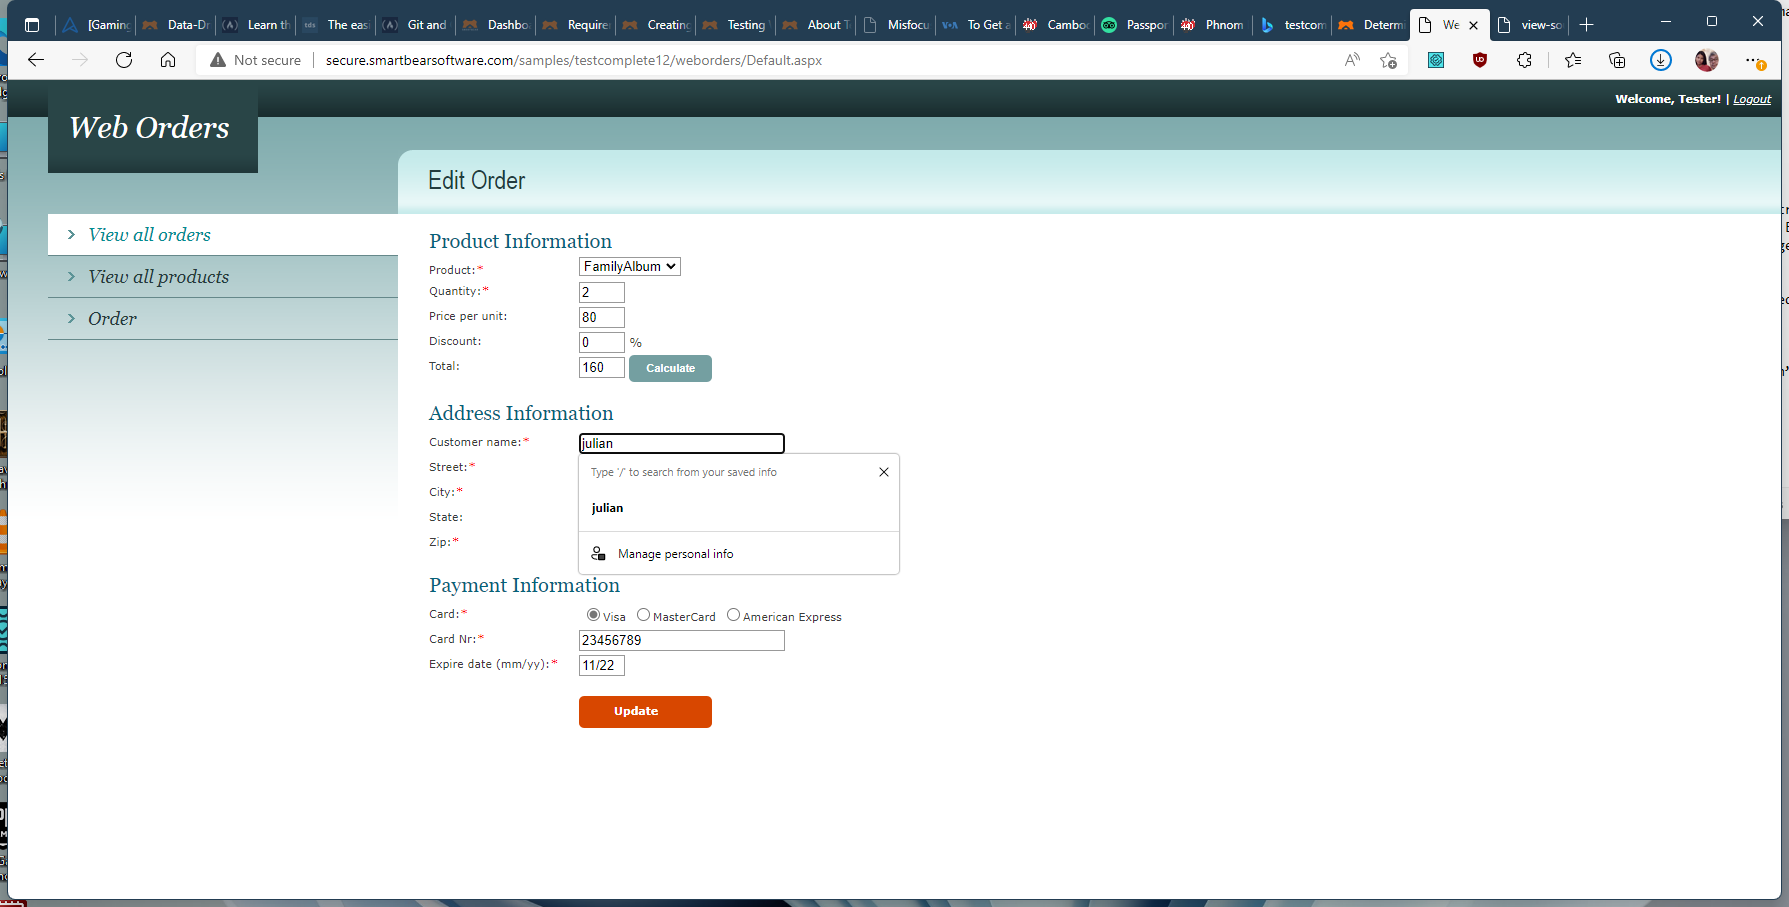 [Gaming
Data-Dr
Learn th
The eas
Git and
Dashbo
Require
Creating
Testing
About T
Misfocu
To Get a
Cambo
Passpor
Phnom
testcom
Determ
We
view-so
Not secure
secure.smartbearsoftware.com/samples/testcomplete12/weborders/Default.aspx
Welcome, Tester! | Logout
Web Orders
Edit Order
View all orders
View all products
Order
Product Information
Product:* FamilyAlbum
Quantity:* 2
Price per unit: 80
Discount: 0 %
Total: 160 Calculate
Address Information
Customer name:* julian
Street:*
City:*
State:
Zip:*
Type '/' to search from your saved info
julian
Manage personal info
Payment Information
Card:* Visa MasterCard American Express
Card Nr:* 23456789
Expire date (mm/yy):* 11/22
Update